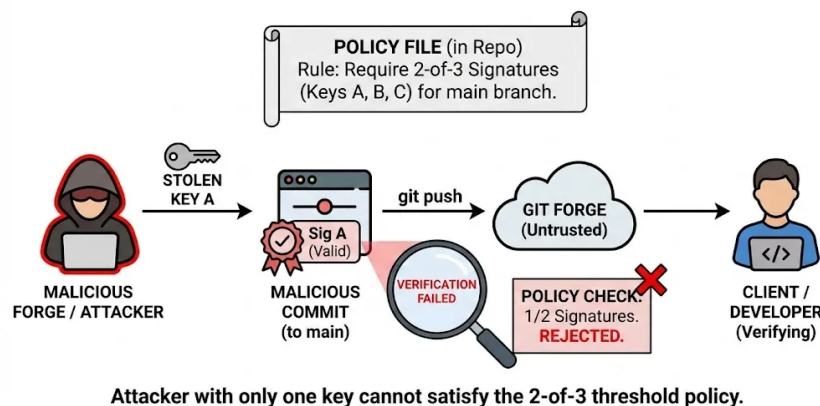 POLICY FILE (in Repo)
Rule: Require 2-of-3 Signatures
(Keys A, B, C) for main branch.
STOLEN
KEY A
git push
Sig A
(Valid)
GIT FORGE
(Untrusted)
</>
MALICIOUS
FORGE / ATTACKER
MALICIOUS
COMMIT
(to main)
VERIFICATION
FAILED
POLICY CHECK:
1/2 Signatures.
REJECTED.
CLIENT /
DEVELOPER
(Verifying)
Attacker with only one key cannot satisfy the 2-of-3 threshold policy.